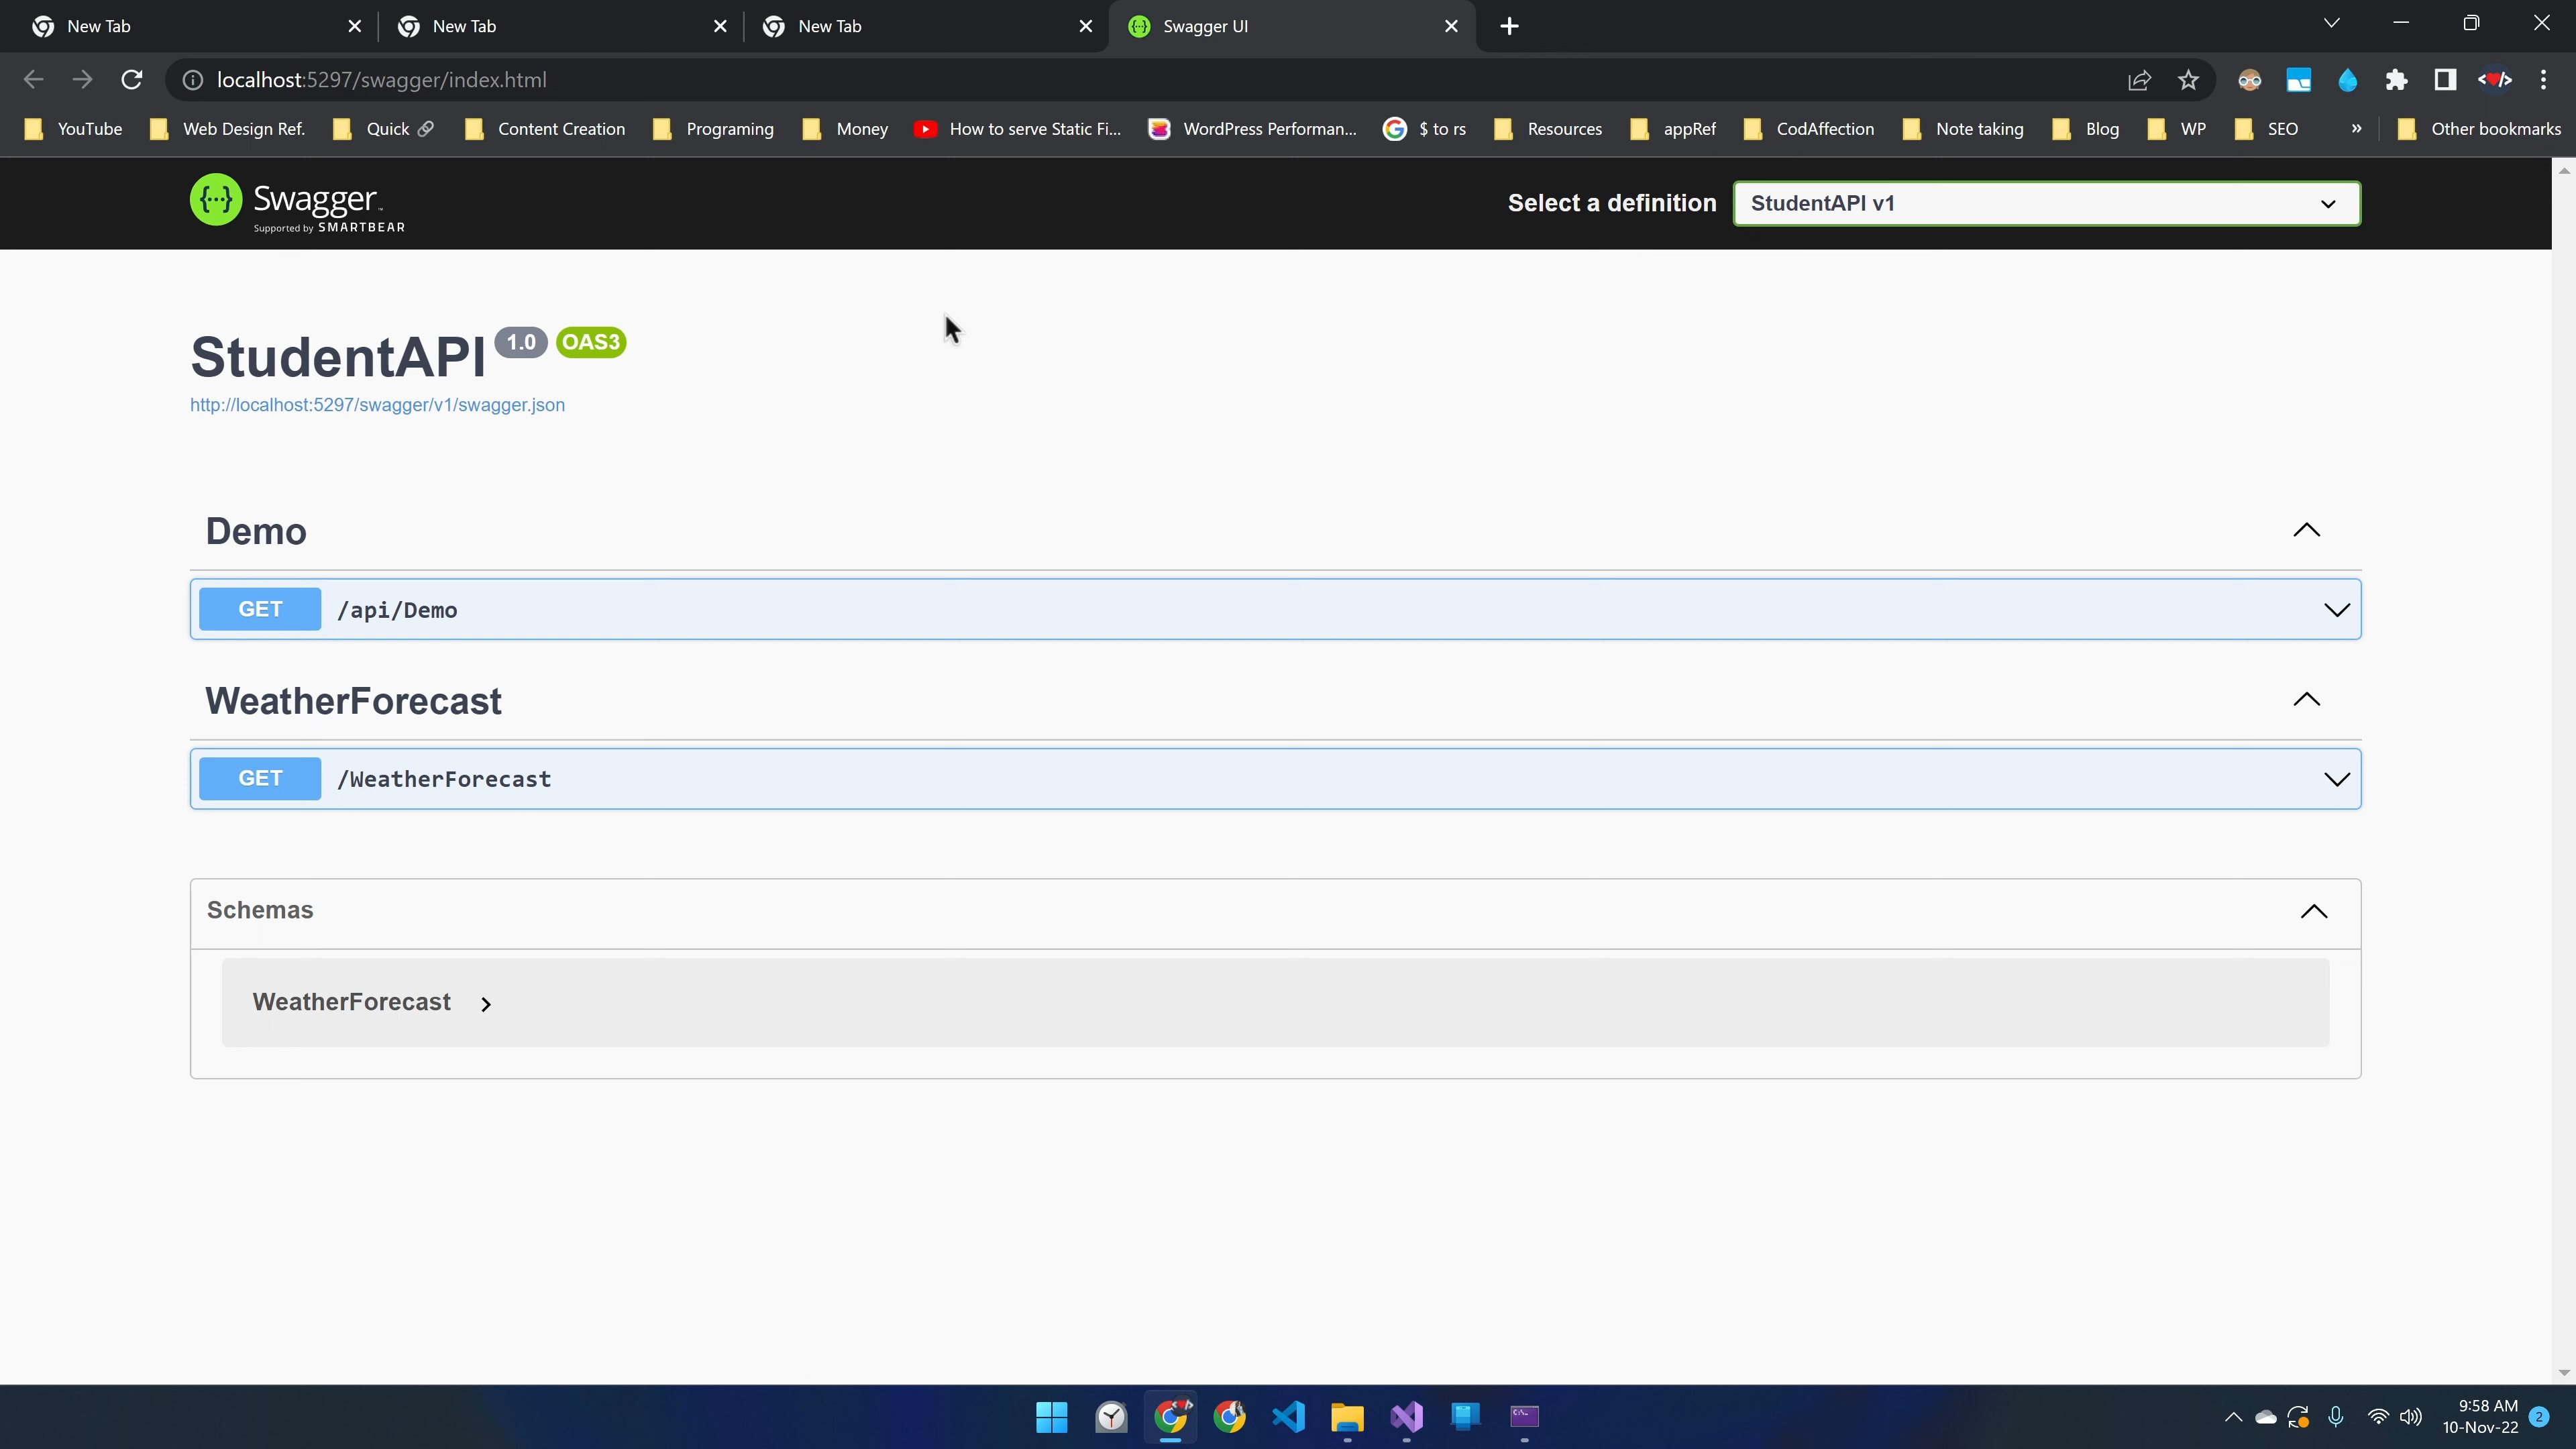 New Tab
New Tab
New Tab
Swagger UI
localhost:5297/swagger/index.html
YouTube
Web Design Ref.
Quick
Content Creation
Programing
Money
How to serve Static Fi...
WordPress Performan...
$ to rs
Resources
appRef
CodAffection
Note taking
Blog
WP
SEO
»
Other bookmarks
Swagger
Supported by SMARTBEAR
Select a definition
StudentAPI v1
StudentAPI 1.0 OAS3
http://localhost:5297/swagger/v1/swagger.json
Demo
GET /api/Demo
WeatherForecast
GET /WeatherForecast
Schemas
WeatherForecast
9:58 AM
10-Nov-22
2